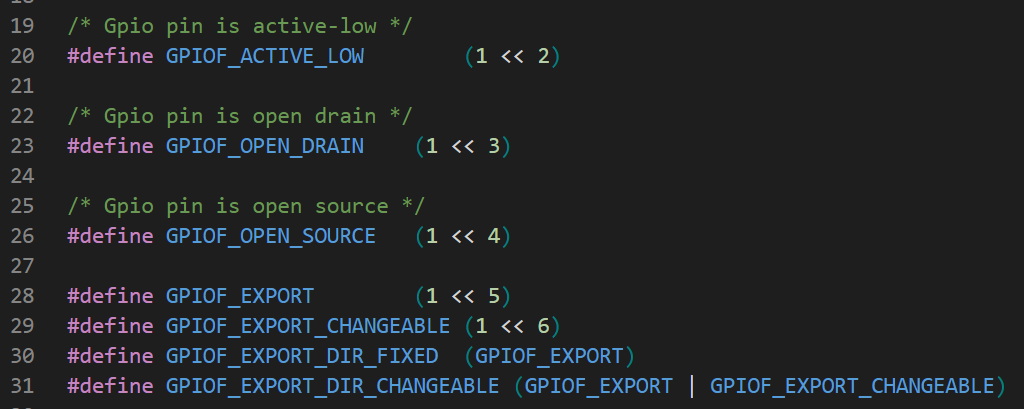 19 /* Gpio pin is active-low */
20 #define GPIOF_ACTIVE_LOW        (1 << 2)
21
22 /* Gpio pin is open drain */
23 #define GPIOF_OPEN_DRAIN    (1 << 3)
24
25 /* Gpio pin is open source */
26 #define GPIOF_OPEN_SOURCE   (1 << 4)
27
28 #define GPIOF_EXPORT        (1 << 5)
29 #define GPIOF_EXPORT_CHANGEABLE (1 << 6)
30 #define GPIOF_EXPORT_DIR_FIXED  (GPIOF_EXPORT)
31 #define GPIOF_EXPORT_DIR_CHANGEABLE (GPIOF_EXPORT | GPIOF_EXPORT_CHANGEABLE)